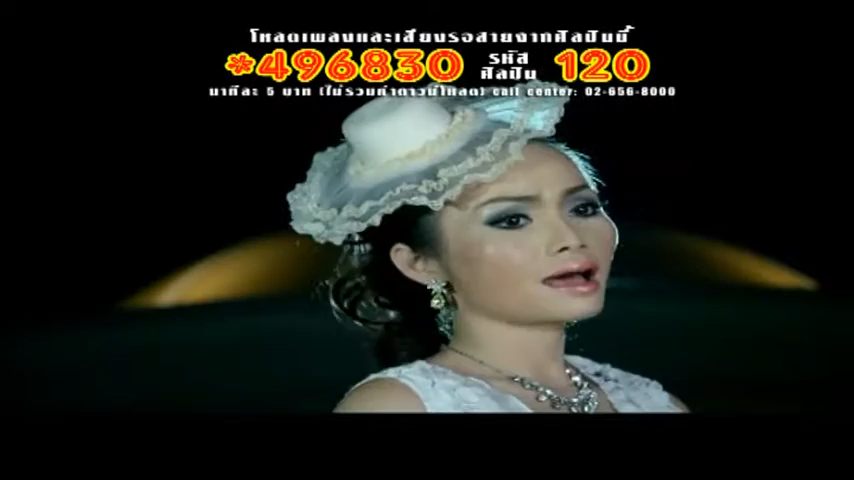 โหลดเพลงและเสียงรอสายจากศิลปินนี้
*496830 รหัสศิลปิน 120
นาทีละ 5 บาท (ไม่รวมค่าดาวน์โหลด) call center: 02-656-8000